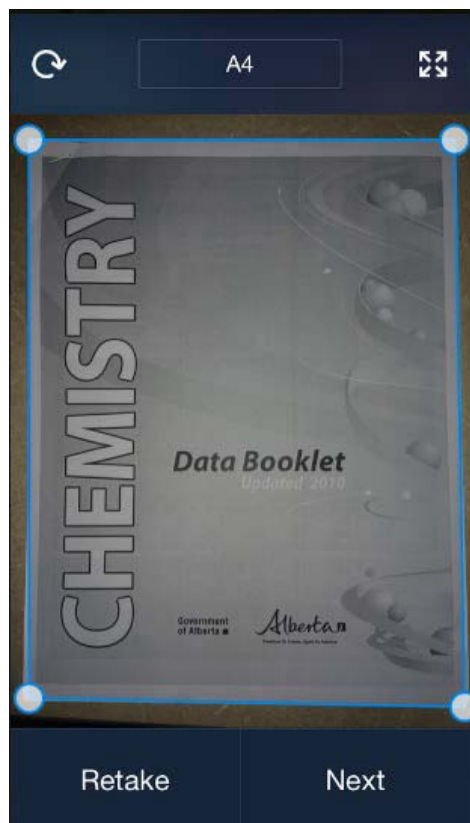 A4
CHEMISTRY
Data Booklet
Updated 2010
Government
of Alberta
Alberta
Retake
Next